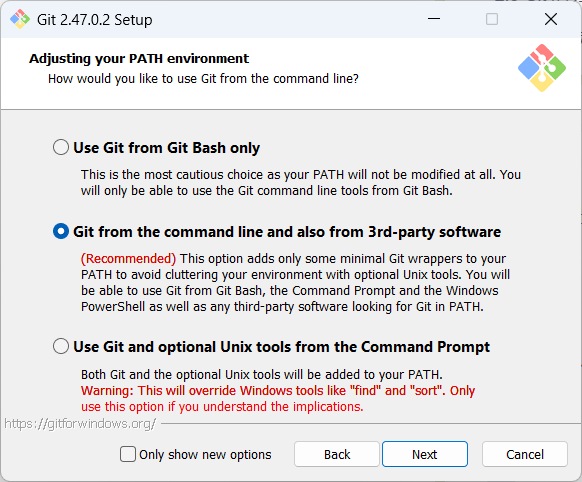 Git 2.47.0.2 Setup
Adjusting your PATH environment
How would you like to use Git from the command line?
Use Git from Git Bash only
This is the most cautious choice as your PATH will not be modified at all. You
will only be able to use the Git command line tools from Git Bash.
Git from the command line and also from 3rd-party software
(Recommended) This option adds only some minimal Git wrappers to your
PATH to avoid cluttering your environment with optional Unix tools. You will
be able to use Git from Git Bash, the Command Prompt and the Windows
PowerShell as well as any third-party software looking for Git in PATH.
Use Git and optional Unix tools from the Command Prompt
Both Git and the optional Unix tools will be added to your PATH.
Warning: This will override Windows tools like "find" and "sort". Only
use this option if you understand the implications.
https://gitforwindows.org/
Only show new options
Back
Next
Cancel